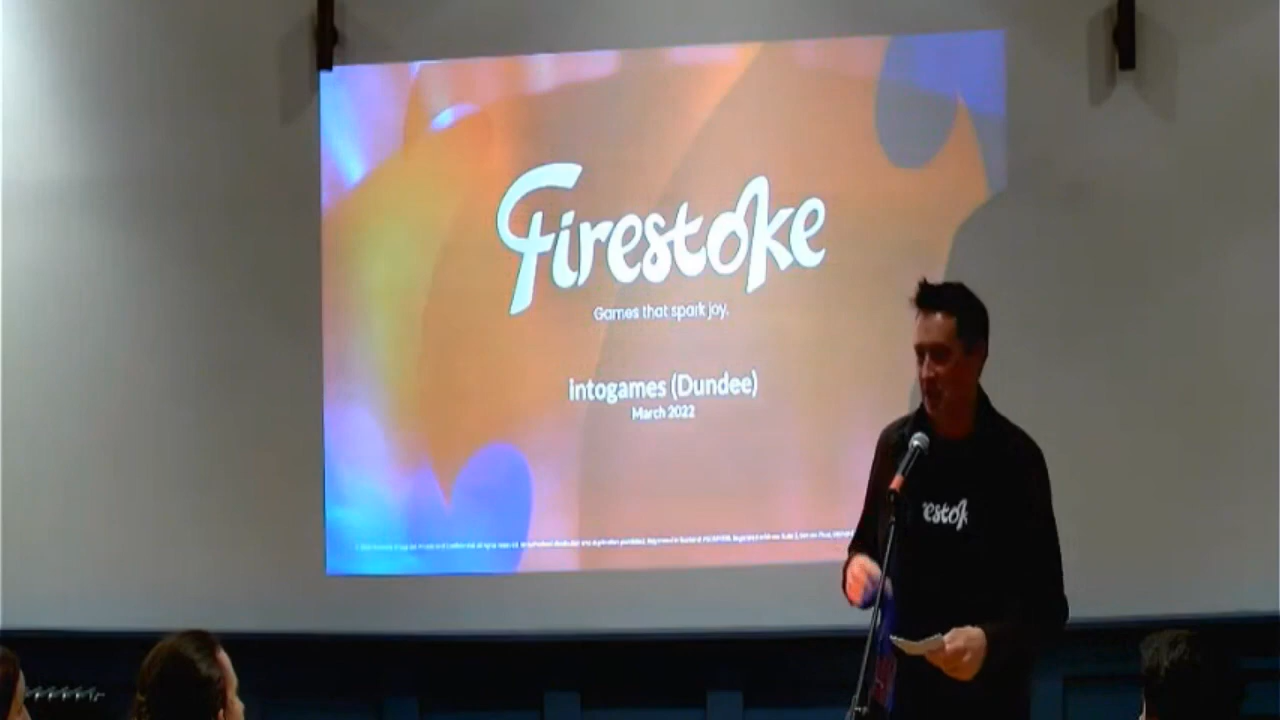 Firestoke
Games that spark joy.
intogames (Dundee)
March 2022
estok